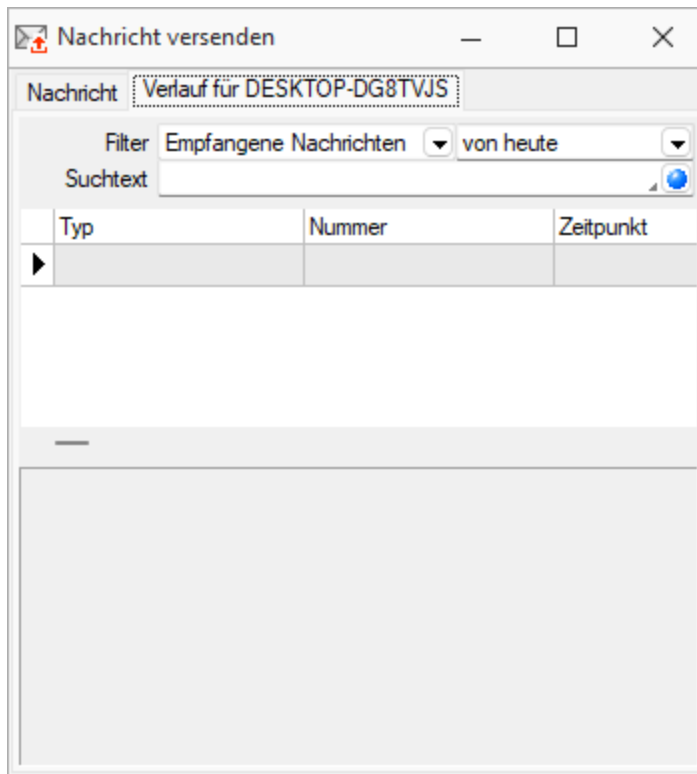 Nachricht versenden
Nachricht Verlauf für DESKTOP-DG8TVJS
Filter Empfangene Nachrichten von heute
Suchtext
Typ Nummer Zeitpunkt